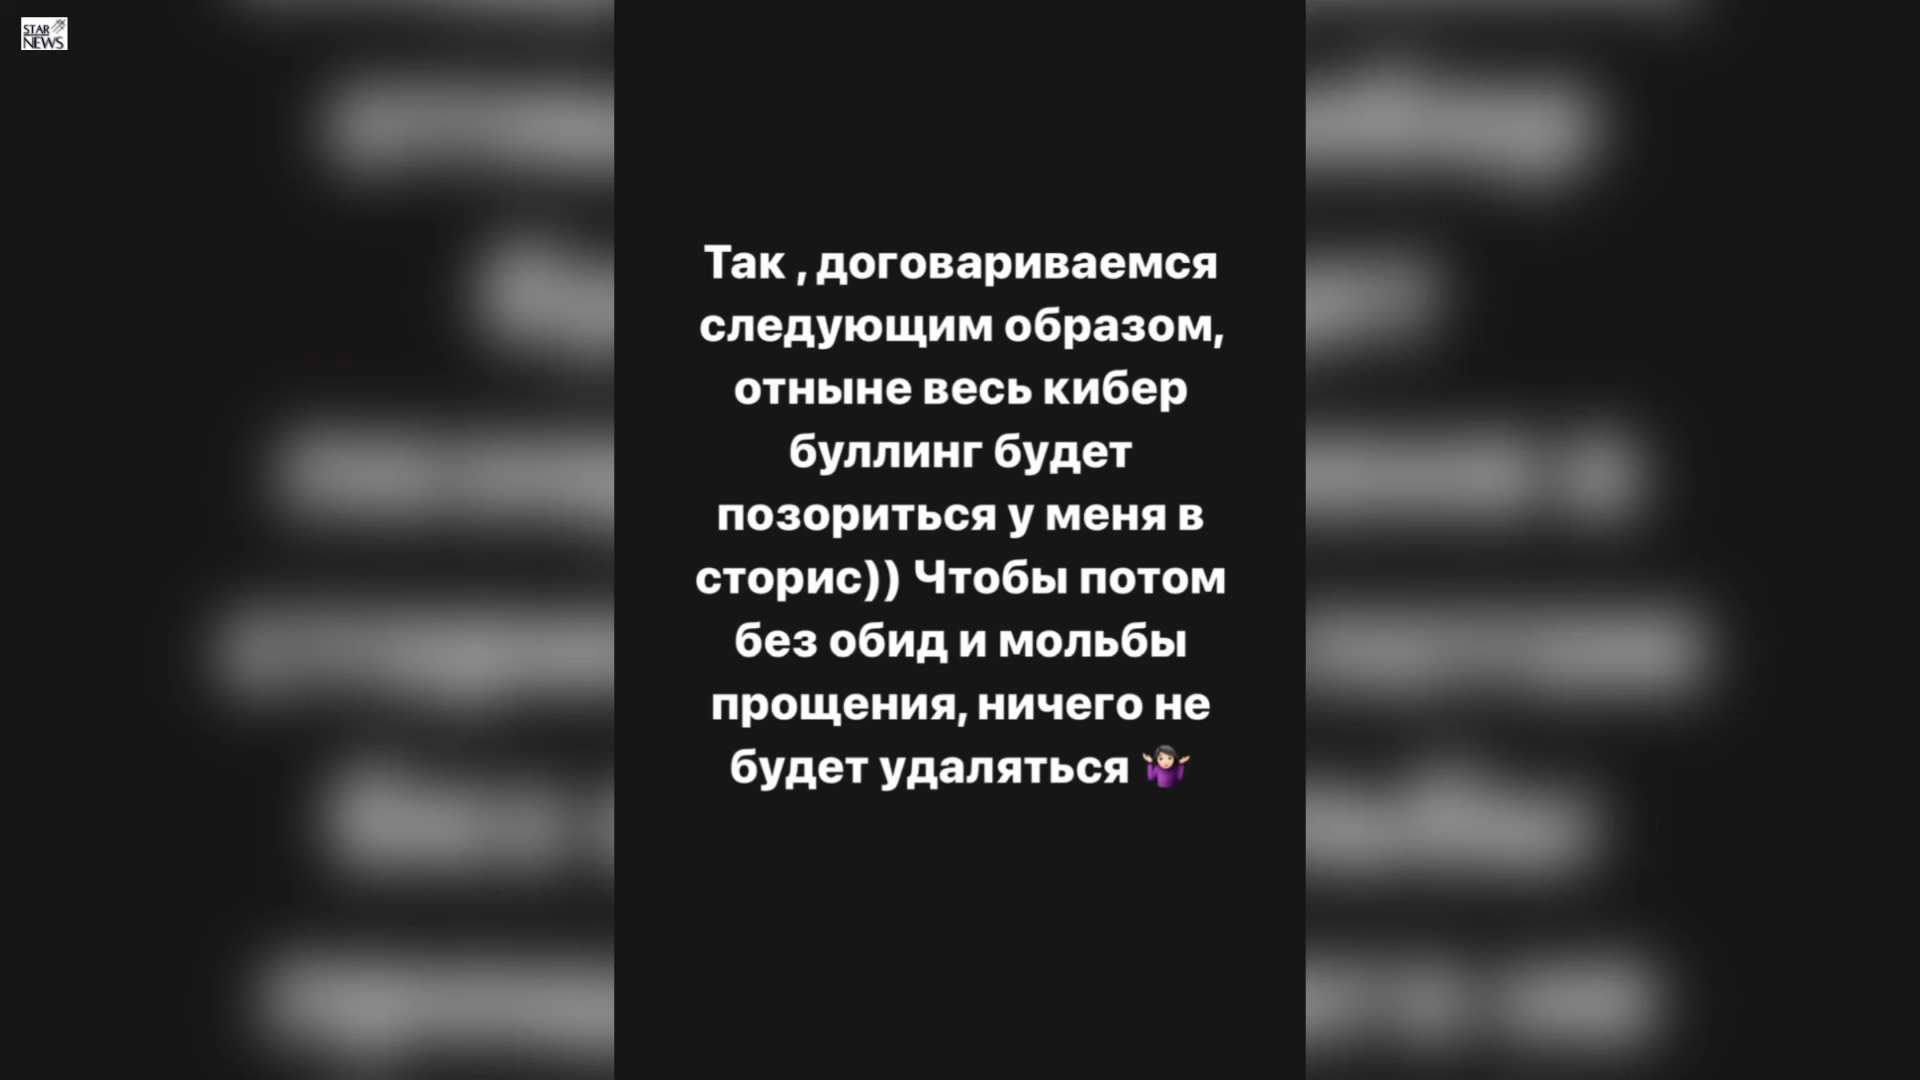 STAR
NEWS
Так , договариваемся
следующим образом,
отныне весь кибер
буллинг будет
позориться у меня в
сторис)) Чтобы потом
без обид и мольбы
прощения, ничего не
будет удаляться 🤷🏻‍♀️